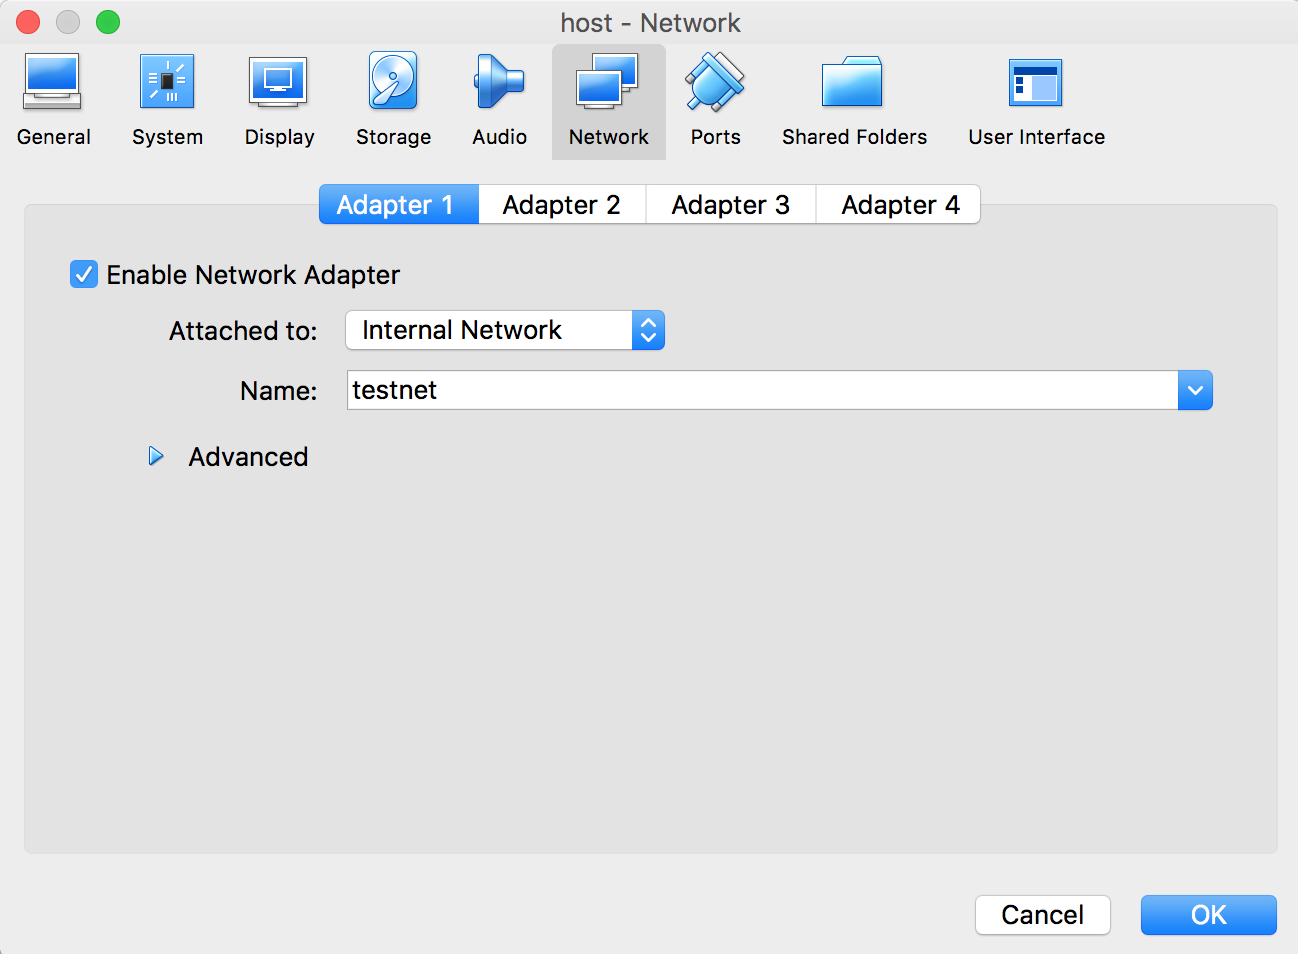 host - Network
General System Display Storage Audio Network Ports Shared Folders User Interface
Adapter 1 Adapter 2 Adapter 3 Adapter 4
Enable Network Adapter
Attached to: Internal Network
Name: testnet
Advanced
Cancel OK